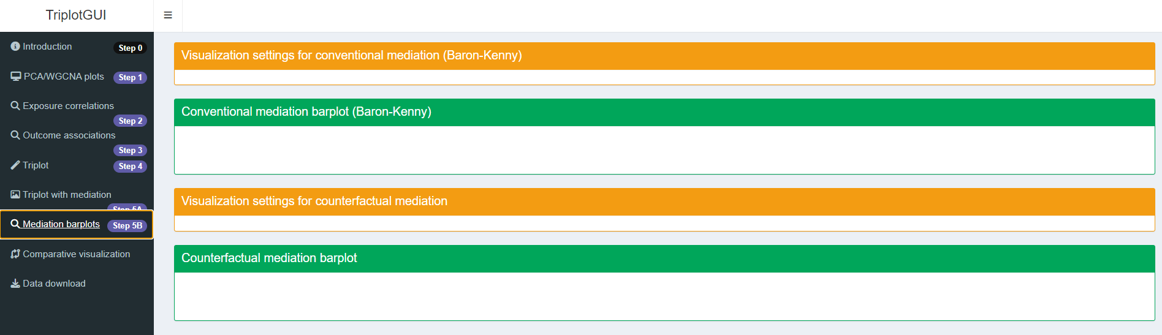 TriplotGUI
Introduction
Step 0
PCA/WGCNA plots
Step 1
Exposure correlations
Step 2
Outcome associations
Step 3
Triplot
Step 4
Triplot with mediation
Step 5A
Mediation barplots
Step 5B
Comparative visualization
Data download
Visualization settings for conventional mediation (Baron-Kenny)
Conventional mediation barplot (Baron-Kenny)
Visualization settings for counterfactual mediation
Counterfactual mediation barplot